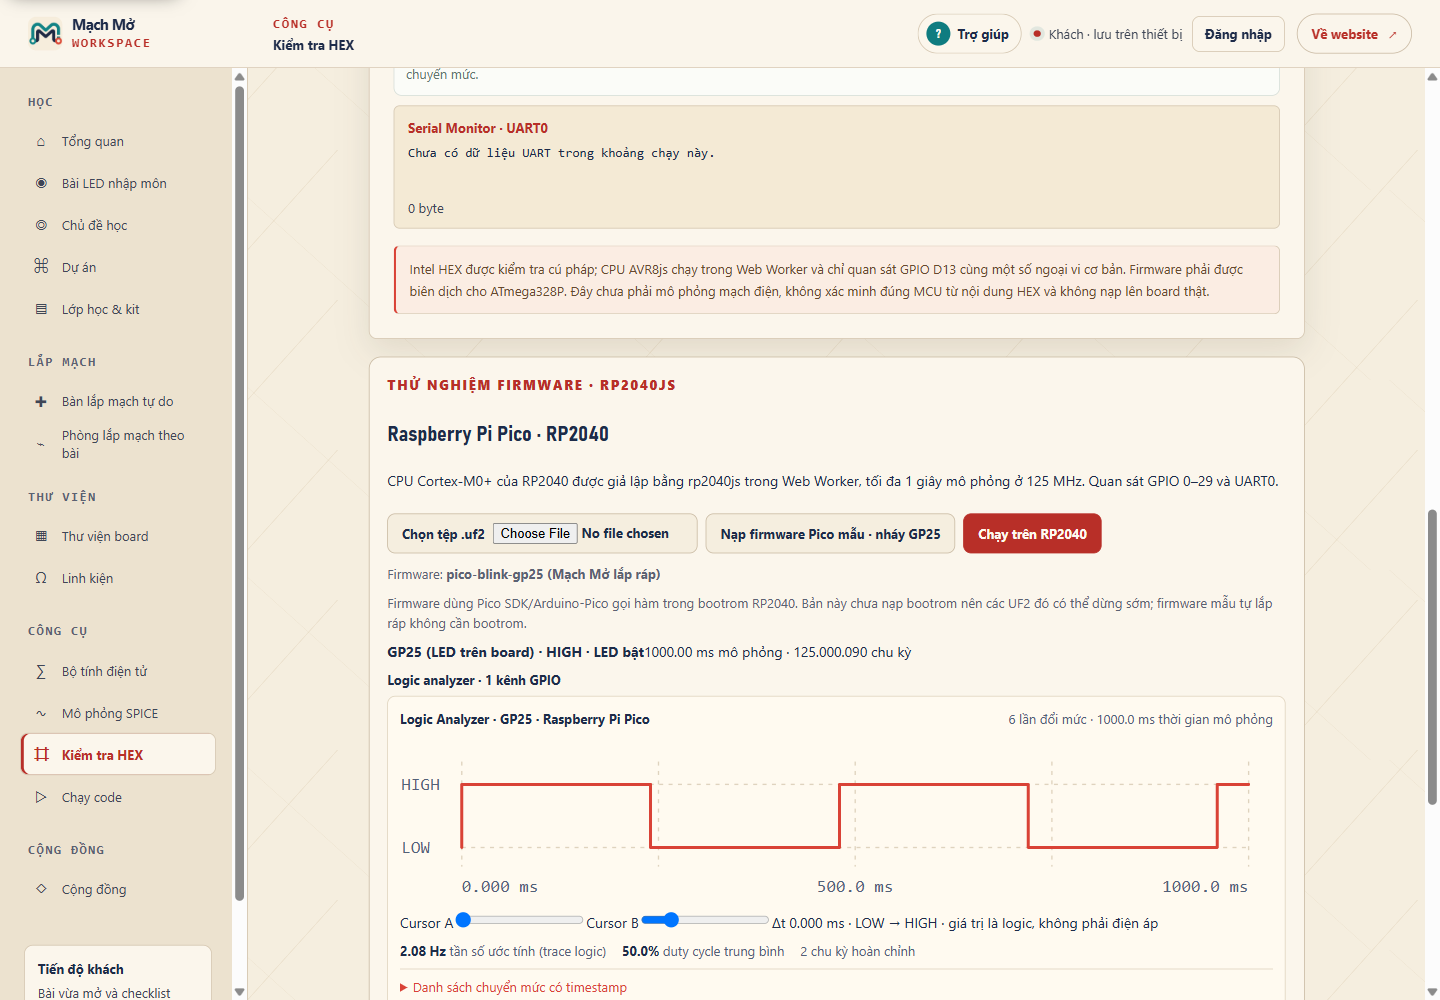 Mạch Mở
WORKSPACE
CÔNG CỤ
Kiểm tra HEX
? Trợ giúp
Khách · lưu trên thiết bị
Đăng nhập
Về website ↗
HỌC
Tổng quan
Bài LED nhập môn
Chủ đề học
Dự án
Lớp học & kit
LẮP MẠCH
Bàn lắp mạch tự do
Phòng lắp mạch theo
bài
THƯ VIỆN
Thư viện board
Linh kiện
CÔNG CỤ
Bộ tính điện tử
Mô phỏng SPICE
Kiểm tra HEX
Chạy code
CỘNG ĐỒNG
Cộng đồng
Tiến độ khách
Bài vừa mở và checklist
chuyển mức.
Serial Monitor · UART0
Chưa có dữ liệu UART trong khoảng chạy này.
0 byte
Intel HEX được kiểm tra cú pháp; CPU AVR8js chạy trong Web Worker và chỉ quan sát GPIO D13 cùng một số ngoại vi cơ bản. Firmware phải được
biên dịch cho ATmega328P. Đây chưa phải mô phỏng mạch điện, không xác minh đúng MCU từ nội dung HEX và không nạp lên board thật.
THỬ NGHIỆM FIRMWARE · RP2040JS
Raspberry Pi Pico · RP2040
CPU Cortex-M0+ của RP2040 được giả lập bằng rp2040js trong Web Worker, tối đa 1 giây mô phỏng ở 125 MHz. Quan sát GPIO 0–29 và UART0.
Chọn tệp .uf2 Choose File No file chosen
Nạp firmware Pico mẫu · nháy GP25
Chạy trên RP2040
Firmware: pico-blink-gp25 (Mạch Mở lắp ráp)
Firmware dùng Pico SDK/Arduino-Pico gọi hàm trong bootrom RP2040. Bản này chưa nạp bootrom nên các UF2 đó có thể dừng sớm; firmware mẫu tự lắp
ráp không cần bootrom.
GP25 (LED trên board) · HIGH · LED bật1000.00 ms mô phỏng · 125.000.090 chu kỳ
Logic analyzer · 1 kênh GPIO
Logic Analyzer · GP25 · Raspberry Pi Pico
6 lần đổi mức · 1000.0 ms thời gian mô phỏng
HIGH
LOW
0.000 ms
500.0 ms
1000.0 ms
Cursor A Cursor B Δt 0.000 ms · LOW → HIGH · giá trị là logic, không phải điện áp
2.08 Hz tần số ước tính (trace logic) 50.0% duty cycle trung bình 2 chu kỳ hoàn chỉnh
▶ Danh sách chuyển mức có timestamp